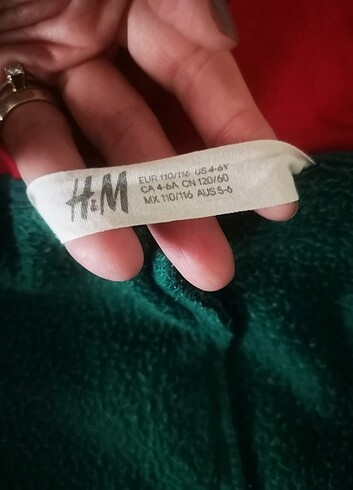 H&M
EUR 110/116 US 4-6Y
CA 4-6A CN 120/60
MX 110/116 AUS 5-6